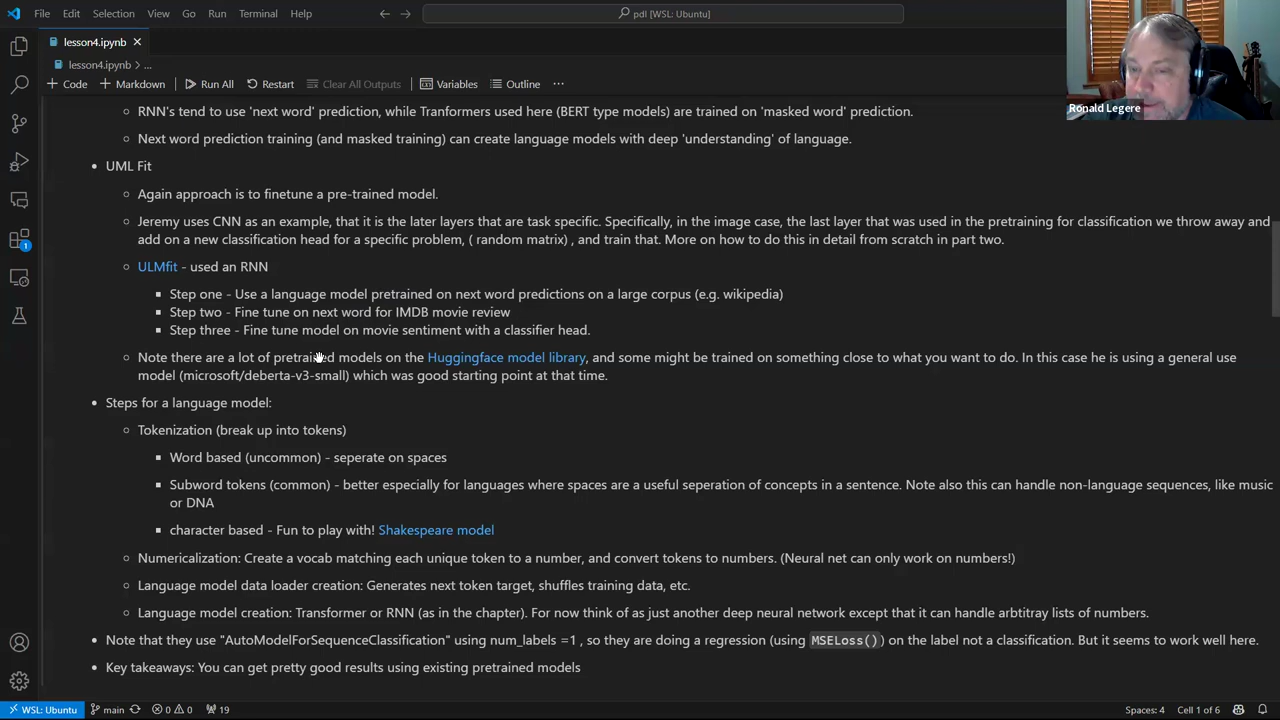 File Edit Selection View Go Run Terminal Help
pdl [WSL: Ubuntu]
lesson4.ipynb
lesson4.ipynb > ...
+ Code + Markdown Run All Restart Clear All Outputs Variables Outline ...
Ronald Legere
RNN's tend to use 'next word' prediction, while Tranformers used here (BERT type models) are trained on 'masked word' prediction.
Next word prediction training (and masked training) can create language models with deep 'understanding' of language.
UML Fit
Again approach is to finetune a pre-trained model.
Jeremy uses CNN as an example, that it is the later layers that are task specific. Specifically, in the image case, the last layer that was used in the pretraining for classification we throw away and
add on a new classification head for a specific problem, ( random matrix) , and train that. More on how to do this in detail from scratch in part two.
ULMfit - used an RNN
Step one - Use a language model pretrained on next word predictions on a large corpus (e.g. wikipedia)
Step two - Fine tune on next word for IMDB movie review
Step three - Fine tune model on movie sentiment with a classifier head.
Note there are a lot of pretrained models on the Huggingface model library, and some might be trained on something close to what you want to do. In this case he is using a general use
model (microsoft/deberta-v3-small) which was good starting point at that time.
Steps for a language model:
Tokenization (break up into tokens)
Word based (uncommon) - seperate on spaces
Subword tokens (common) - better especially for languages where spaces are a useful seperation of concepts in a sentence. Note also this can handle non-language sequences, like music
or DNA
character based - Fun to play with! Shakespeare model
Numericalization: Create a vocab matching each unique token to a number, and convert tokens to numbers. (Neural net can only work on numbers!)
Language model data loader creation: Generates next token target, shuffles training data, etc.
Language model creation: Transformer or RNN (as in the chapter). For now think of as just another deep neural network except that it can handle arbtitray lists of numbers.
Note that they use "AutoModelForSequenceClassification" using num_labels =1 , so they are doing a regression (using MSELoss()) on the label not a classification. But it seems to work well here.
Key takeaways: You can get pretty good results using existing pretrained models
1
WSL: Ubuntu main 0 0 19 Spaces: 4 Cell 1 of 6